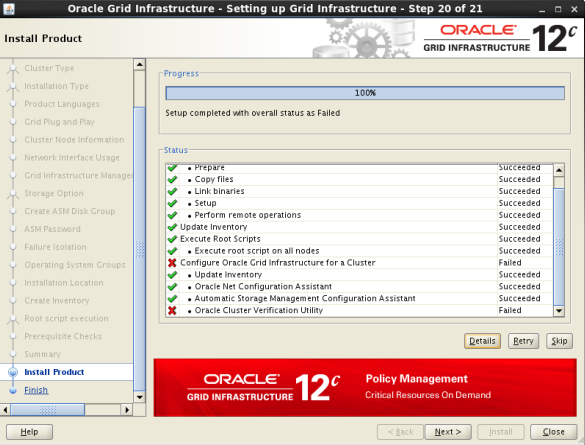 Oracle Grid Infrastructure - Setting up Grid Infrastructure - Step 20 of 21
Install Product
ORACLE
GRID INFRASTRUCTURE
12c
Cluster Type
Installation Type
Product Languages
Grid Plug and Play
Cluster Node Information
Network Interface Usage
Grid Infrastructure Manager
Storage Option
Create ASM Disk Group
ASM Password
Failure Isolation
Operating System Groups
Installation Location
Create Inventory
Root script execution
Prerequisite Checks
Summary
Install Product
Finish
Progress
100%
Setup completed with overall status as Failed
Status
• Prepare Succeeded
• Copy files Succeeded
• Link binaries Succeeded
• Setup Succeeded
• Perform remote operations Succeeded
Update Inventory Succeeded
Execute Root Scripts Succeeded
• Execute root script on all nodes Succeeded
Configure Oracle Grid Infrastructure for a Cluster Failed
• Update Inventory Succeeded
• Oracle Net Configuration Assistant Succeeded
• Automatic Storage Management Configuration Assistant Succeeded
• Oracle Cluster Verification Utility Failed
Details Retry Skip
ORACLE
GRID INFRASTRUCTURE
12c
Policy Management
Critical Resources On Demand
Help < Back Next > Install Close